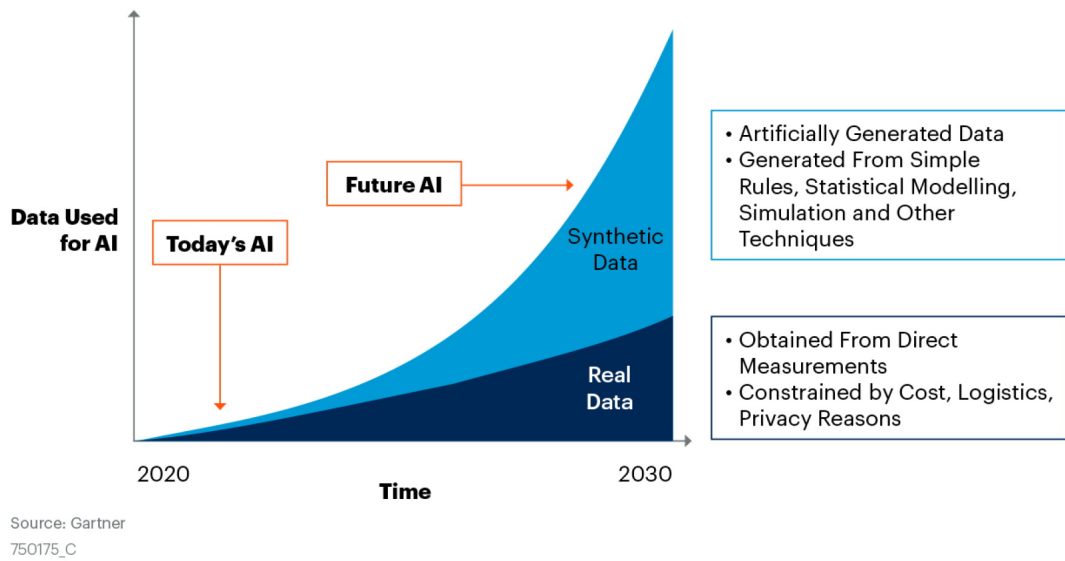 Data Used
for AI
Today's AI
Future AI
Synthetic
Data
Real
Data
• Artificially Generated Data
• Generated From Simple
Rules, Statistical Modelling,
Simulation and Other
Techniques
• Obtained From Direct
Measurements
• Constrained by Cost, Logistics,
Privacy Reasons
2020
2030
Time
Source: Gartner
750175_C